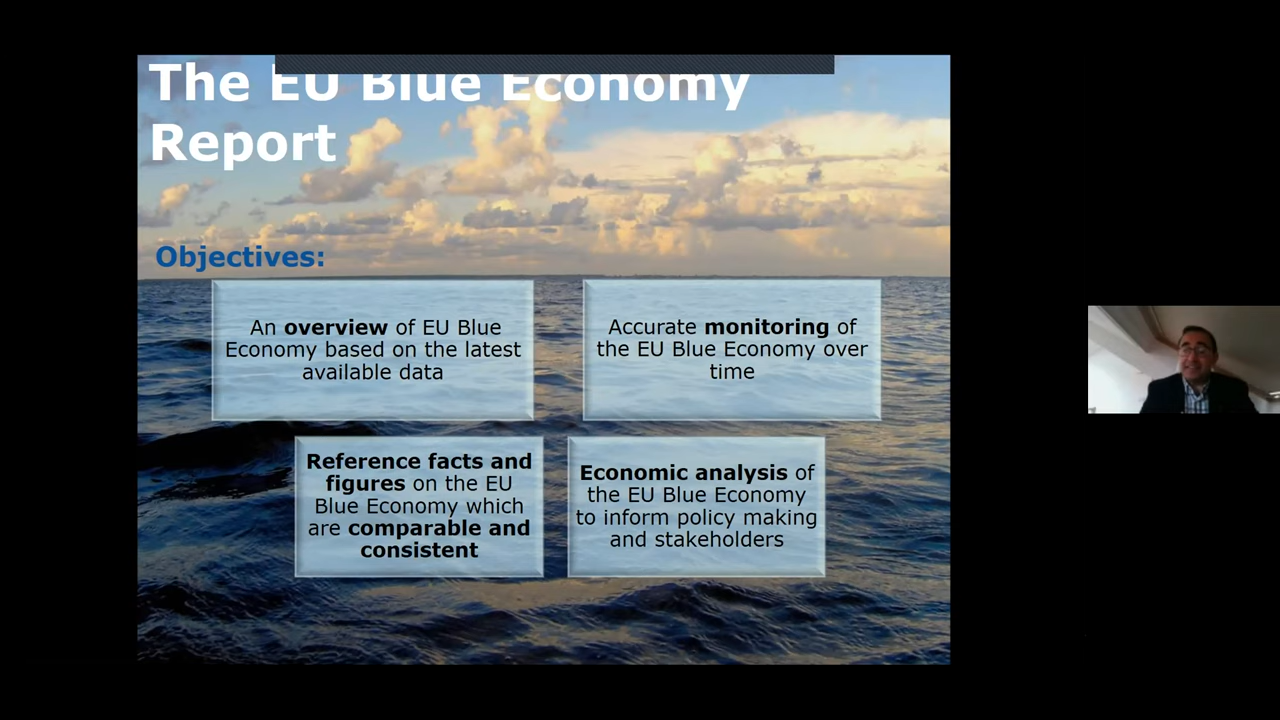 The EU Blue Economy
Report
Objectives:
An overview of EU Blue
Economy based on the latest
available data
Accurate monitoring of
the EU Blue Economy over
time
Reference facts and
figures on the EU
Blue Economy which
are comparable and
consistent
Economic analysis of
the EU Blue Economy
to inform policy making
and stakeholders